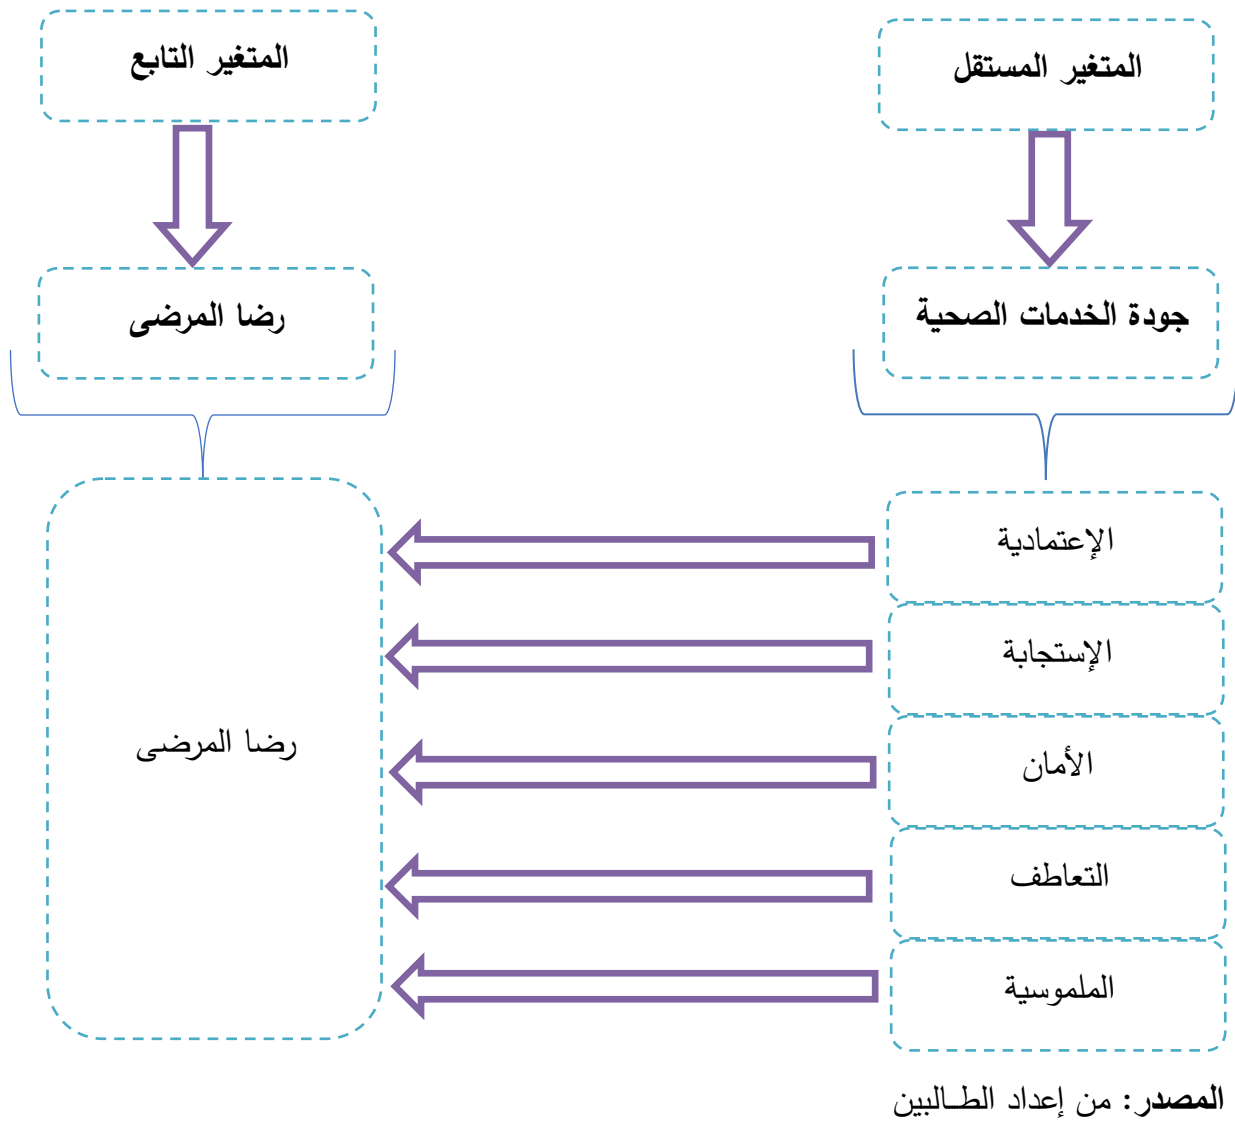 المتغير المستقل
المتغير التابع
جودة الخدمات الصحية
رضا المرضى
الإعتمادية
الإستجابة
الأمان
التعاطف
الملموسية
رضا المرضى
المصدر: من إعداد الطــالبين